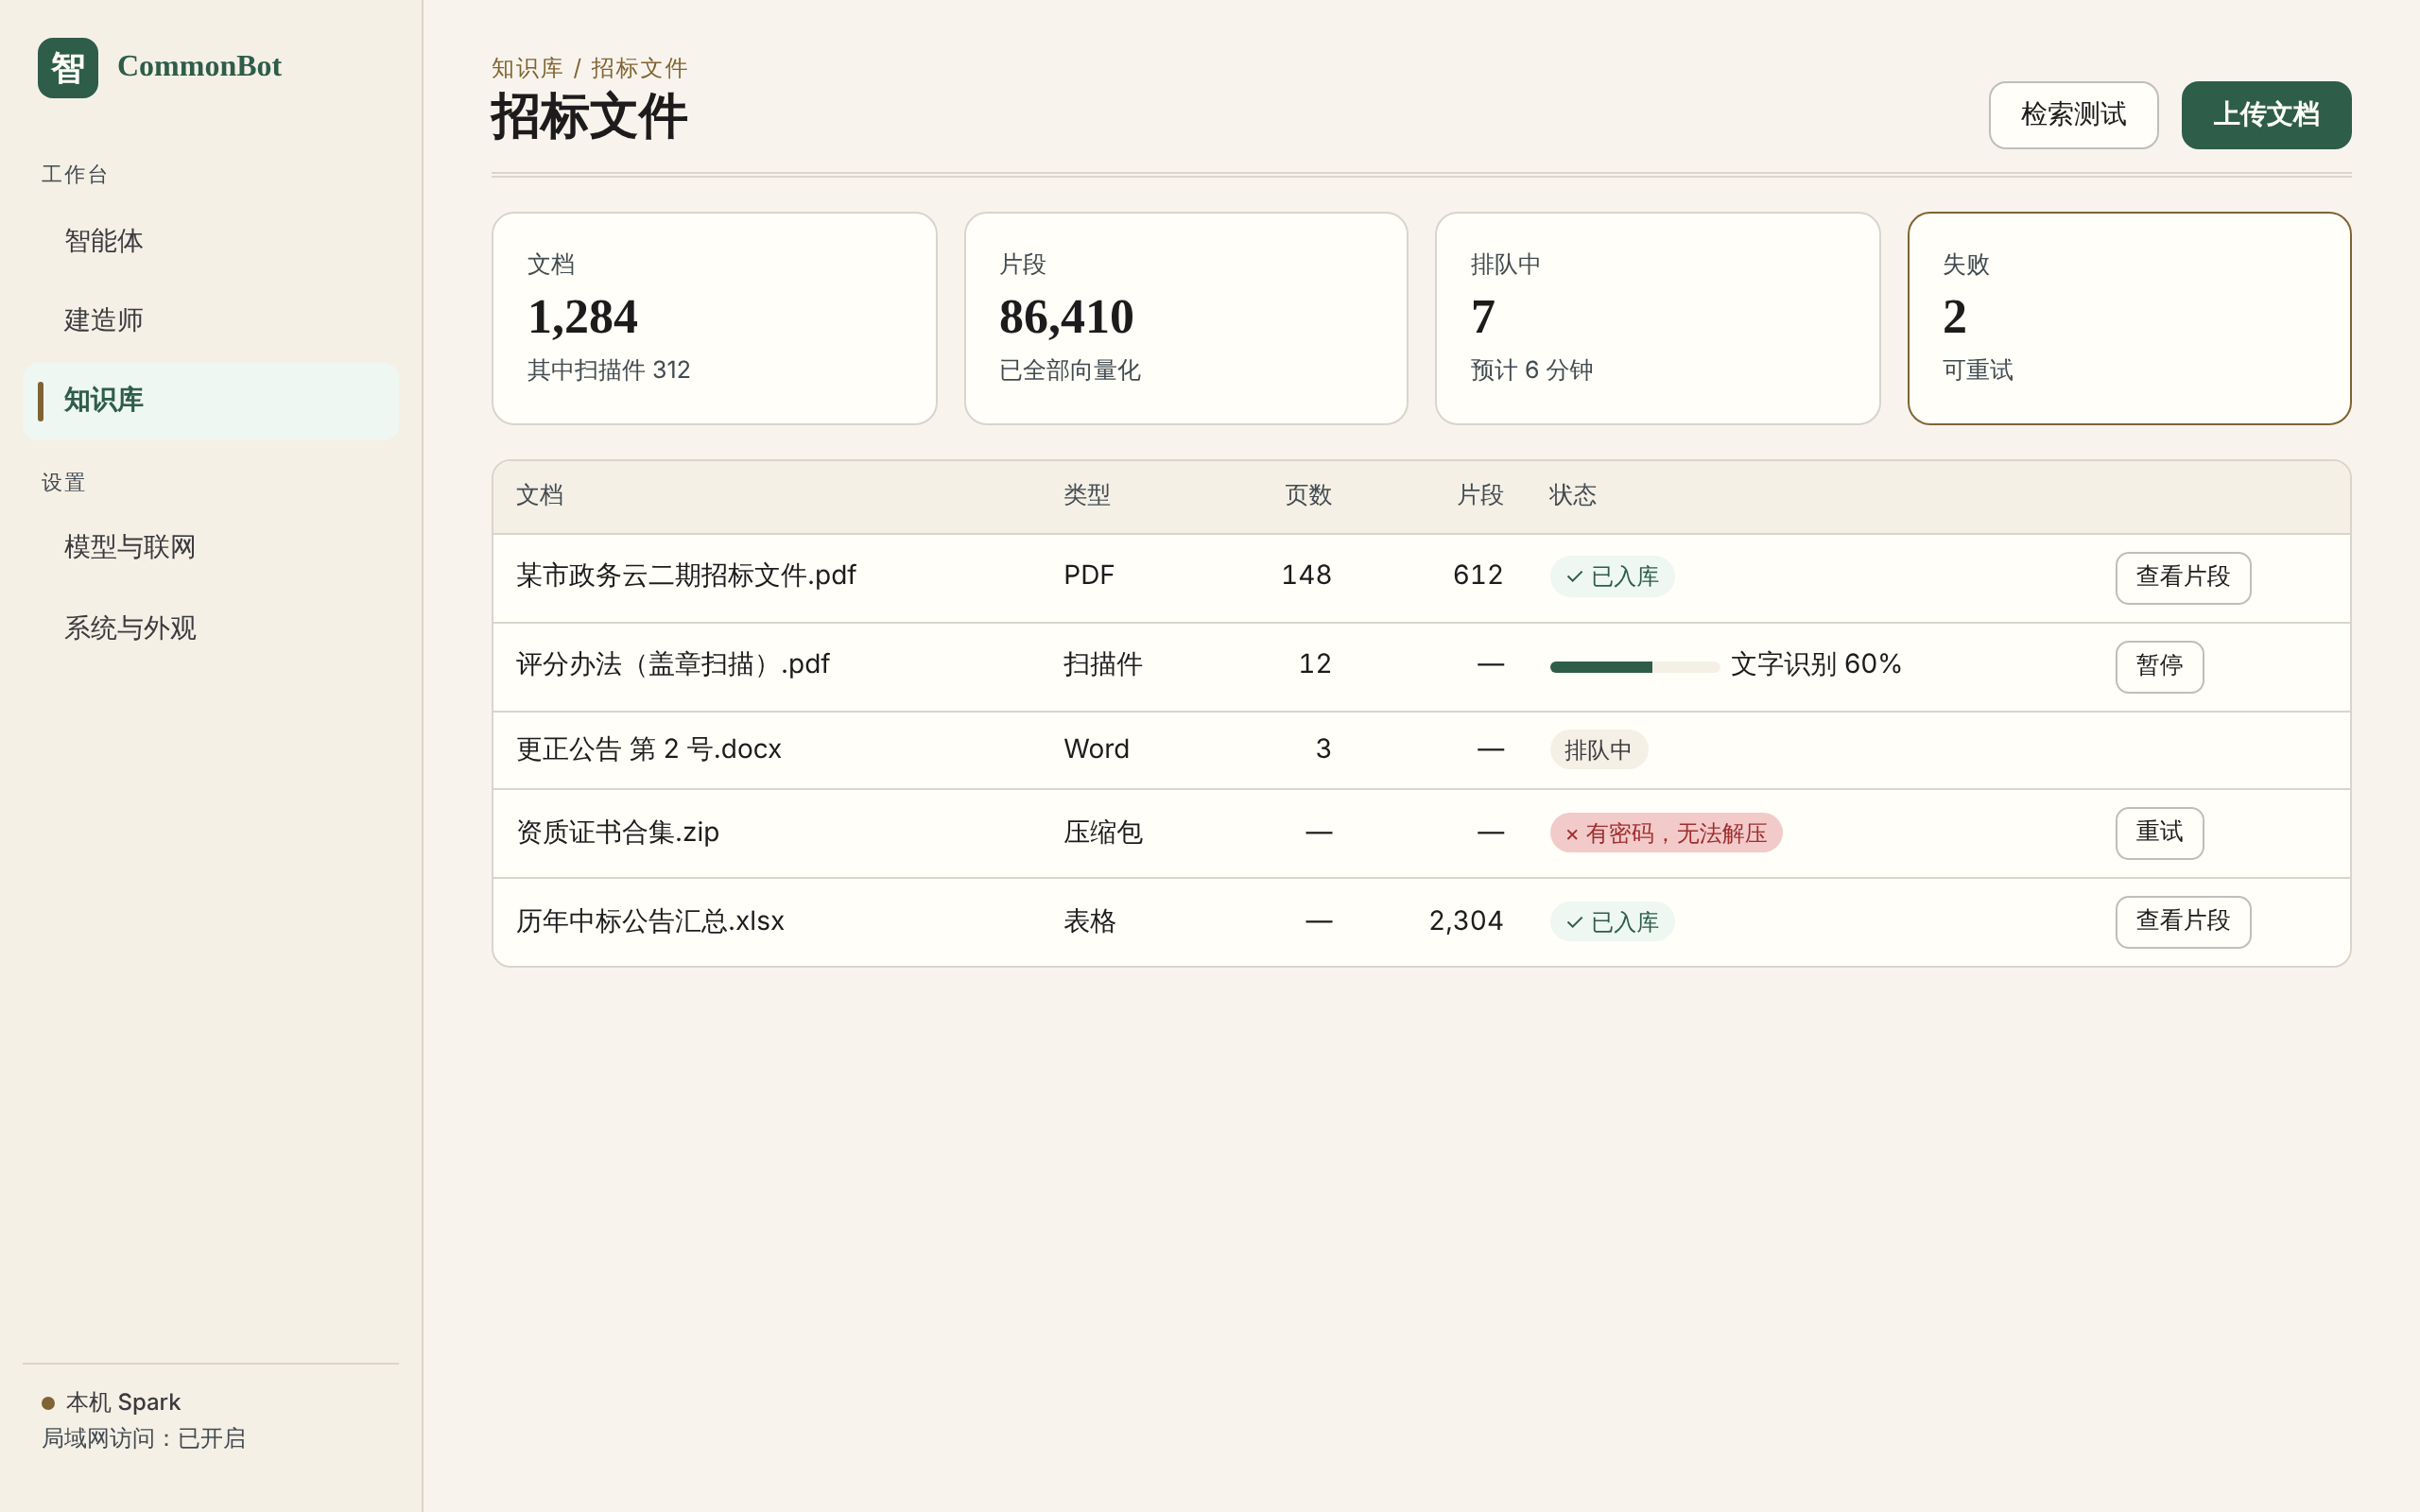 智 CommonBot
工作台
智能体
建造师
知识库
设置
模型与联网
系统与外观
本机 Spark
局域网访问：已开启
知识库 / 招标文件
招标文件
检索测试 上传文档
文档
1,284
其中扫描件 312
片段
86,410
已全部向量化
排队中
7
预计 6 分钟
失败
2
可重试
文档 类型 页数 片段 状态
某市政务云二期招标文件.pdf PDF 148 612 ✓ 已入库 查看片段
评分办法（盖章扫描）.pdf 扫描件 12 — 文字识别 60% 暂停
更正公告 第 2 号.docx Word 3 — 排队中
资质证书合集.zip 压缩包 — — × 有密码，无法解压 重试
历年中标公告汇总.xlsx 表格 — 2,304 ✓ 已入库 查看片段